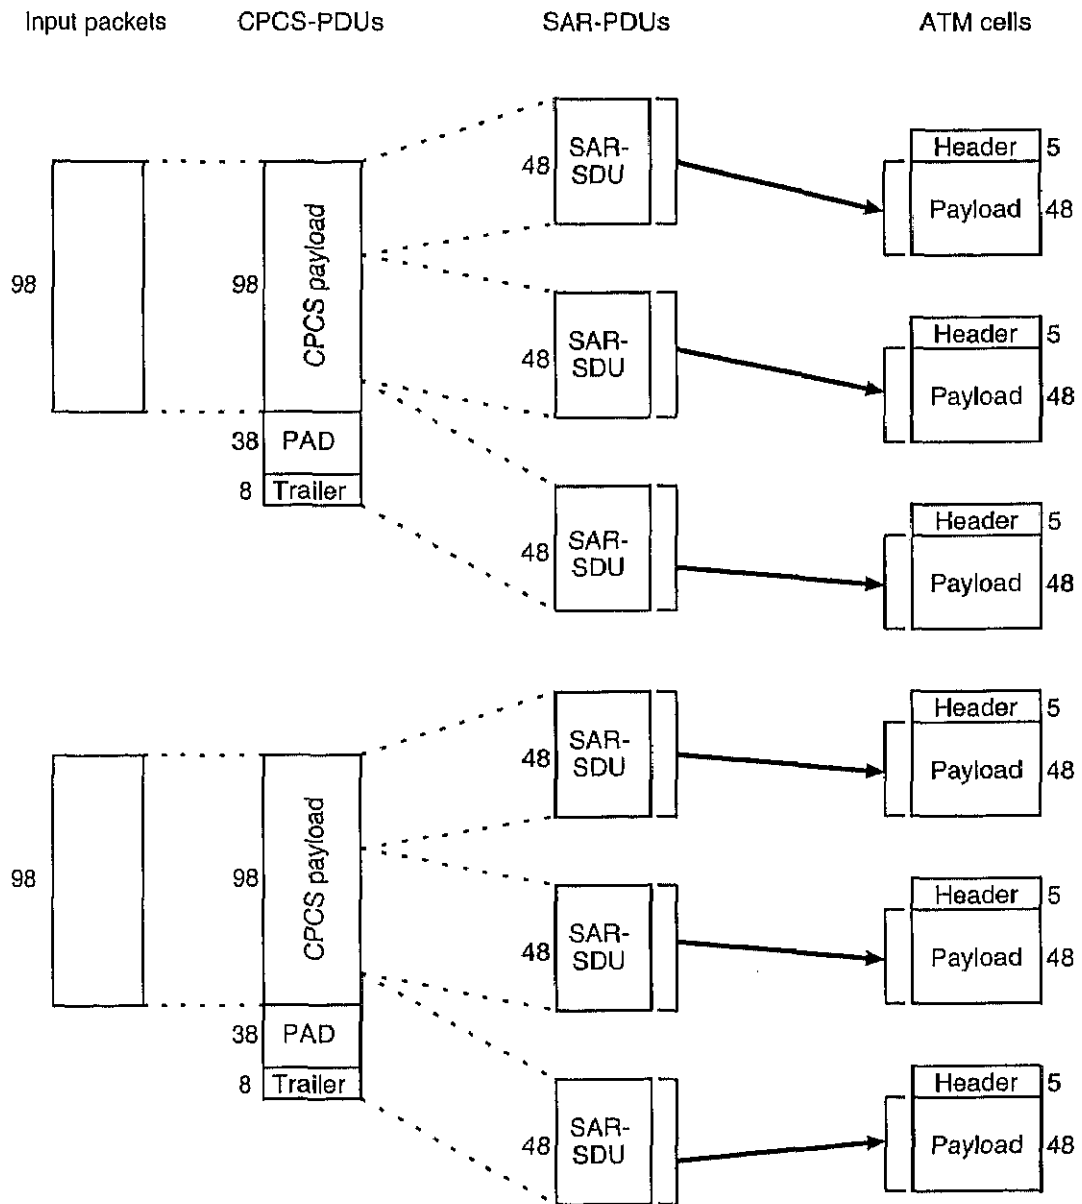 Input packets CPCS-PDUs SAR-PDUs ATM cells
98
98
CPCS payload
38 PAD
8 Trailer
48 SAR-
SDU
Header 5
Payload 48
48 SAR-
SDU
Header 5
Payload 48
48 SAR-
SDU
Header 5
Payload 48
98
98
CPCS payload
38 PAD
8 Trailer
48 SAR-
SDU
Header 5
Payload 48
48 SAR-
SDU
Header 5
Payload 48
48 SAR-
SDU
Header 5
Payload 48